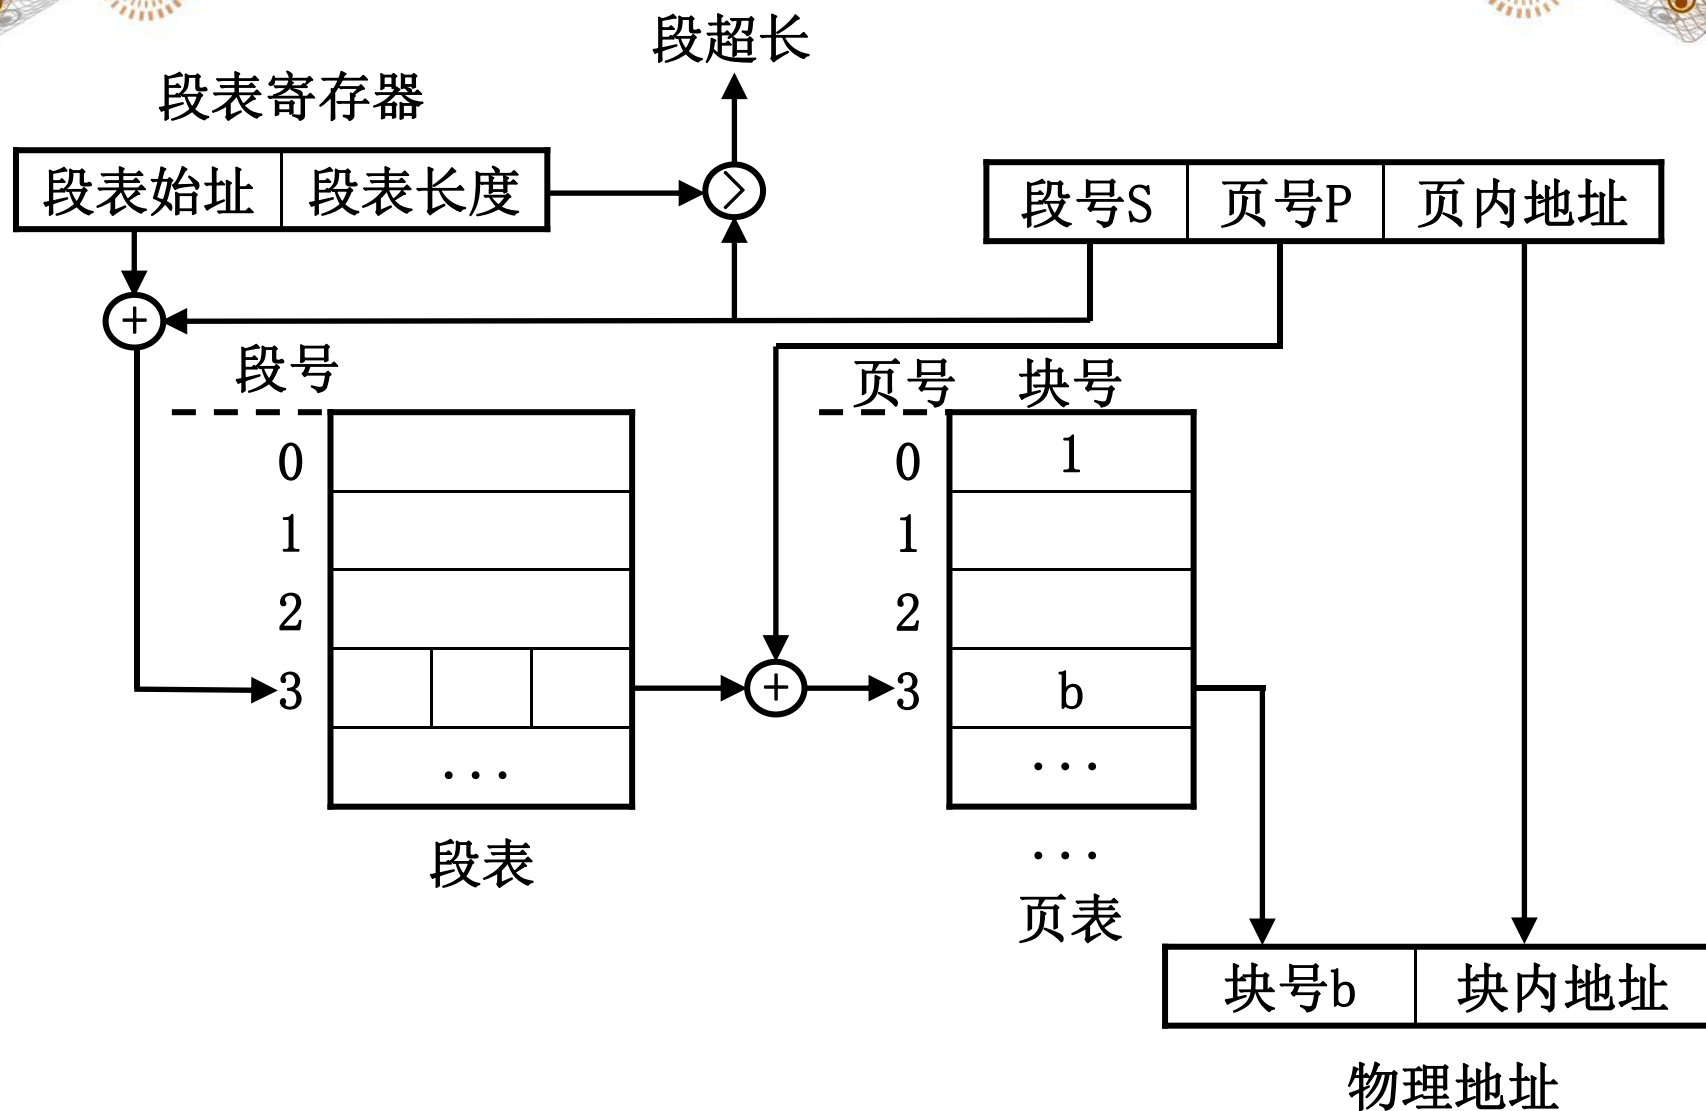 段超长
段表寄存器
段表始址 段表长度
>
段号S 页号P 页内地址
+
段号
页号 块号
0
1
2
3
...
0 1
1
2
3 b
...
+
段表
...
页表
块号b 块内地址
物理地址